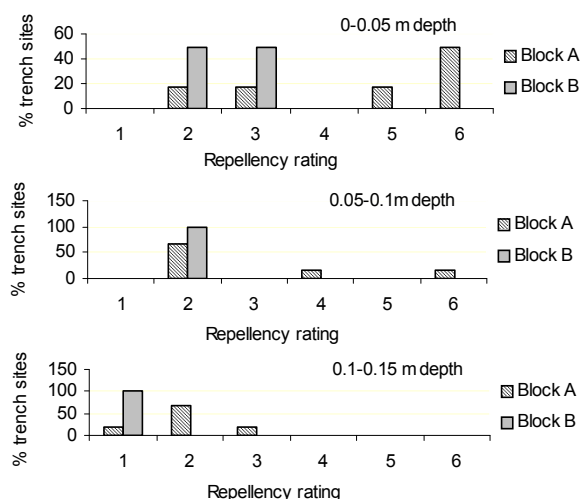 0-0.05 m depth
% trench sites
60
40
20
0
1 2 3 4 5 6
Repellency rating
Block A
Block B
0.05-0.1m depth
% trench sites
150
100
50
0
1 2 3 4 5 6
Repellency rating
Block A
Block B
0.1-0.15 m depth
% trench sites
150
100
50
0
1 2 3 4 5 6
Repellency rating
Block A
Block B